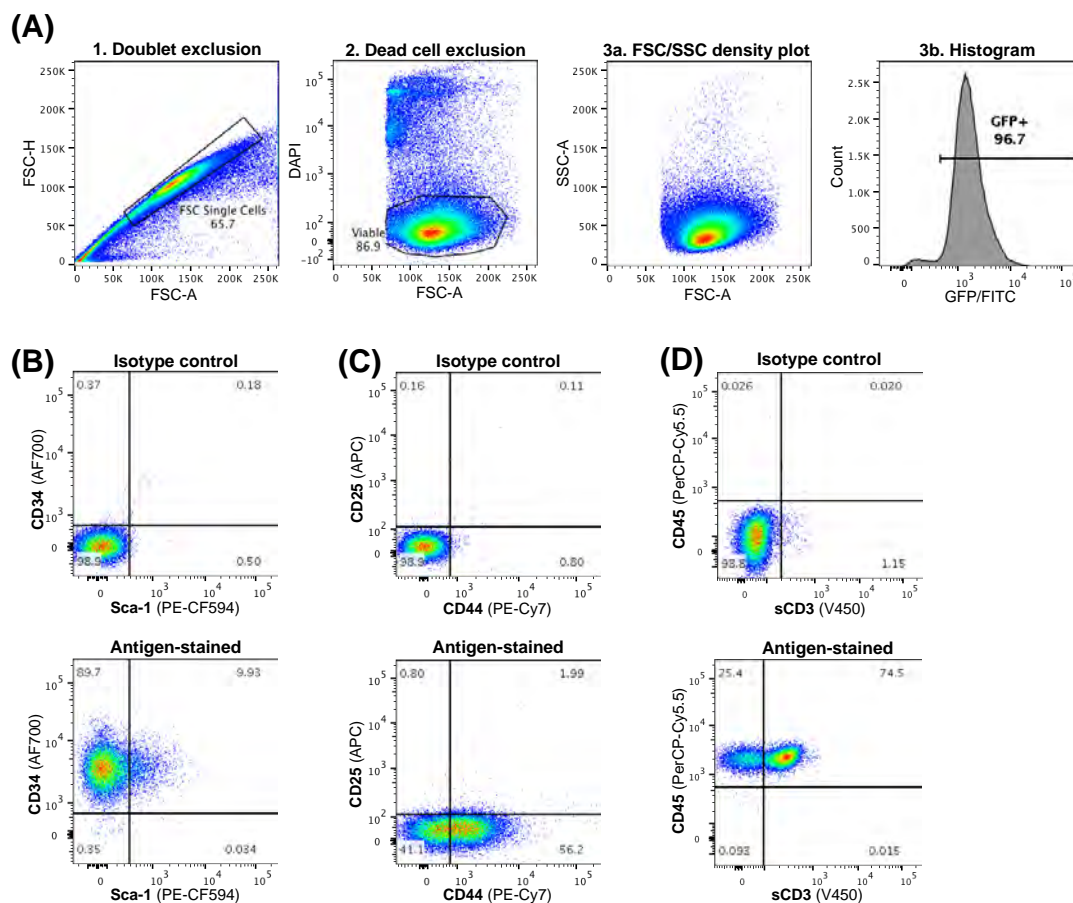 (A)
1. Doublet exclusion
FSC-H
250K
200K
150K
100K
50K
0
FSC Single Cells
65.7
0 50K 100K 150K 200K 250K
FSC-A
2. Dead cell exclusion
DAPI
10^5
10^4
10^3
10^2
0
-10^2
Viable
86.9
0 50K 100K 150K 200K 250K
FSC-A
3a. FSC/SSC density plot
SSC-A
250K
200K
150K
100K
50K
0
0 50K 100K 150K 200K 250K
FSC-A
3b. Histogram
Count
2.5K
2.0K
1.5K
1.0K
500
0
GFP+
96.7
0 10^3 10^4 10^5
GFP/FITC
(B)
Isotype control
CD34 (AF700)
10^5
10^4
10^3
0
0.37 0.18
98.9 0.50
0 10^3 10^4 10^5
Sca-1 (PE-CF594)
Antigen-stained
CD34 (AF700)
10^5
10^4
10^3
0
89.7 9.93
0.35 0.034
0 10^3 10^4 10^5
Sca-1 (PE-CF594)
(C)
Isotype control
CD25 (APC)
10^5
10^4
10^3
10^2
0
0.16 0.11
98.9 0.80
0 10^3 10^4 10^5
CD44 (PE-Cy7)
Antigen-stained
CD25 (APC)
10^5
10^4
10^3
10^2
0
0.80 1.99
41.1 56.2
0 10^3 10^4 10^5
CD44 (PE-Cy7)
(D)
Isotype control
CD45 (PerCP-Cy5.5)
10^5
10^4
10^3
0
0.026 0.020
98.8 1.15
0 10^3 10^4 10^5
sCD3 (V450)
Antigen-stained
CD45 (PerCP-Cy5.5)
10^5
10^4
10^3
0
25.4 74.5
0.093 0.015
0 10^3 10^4 10^5
sCD3 (V450)